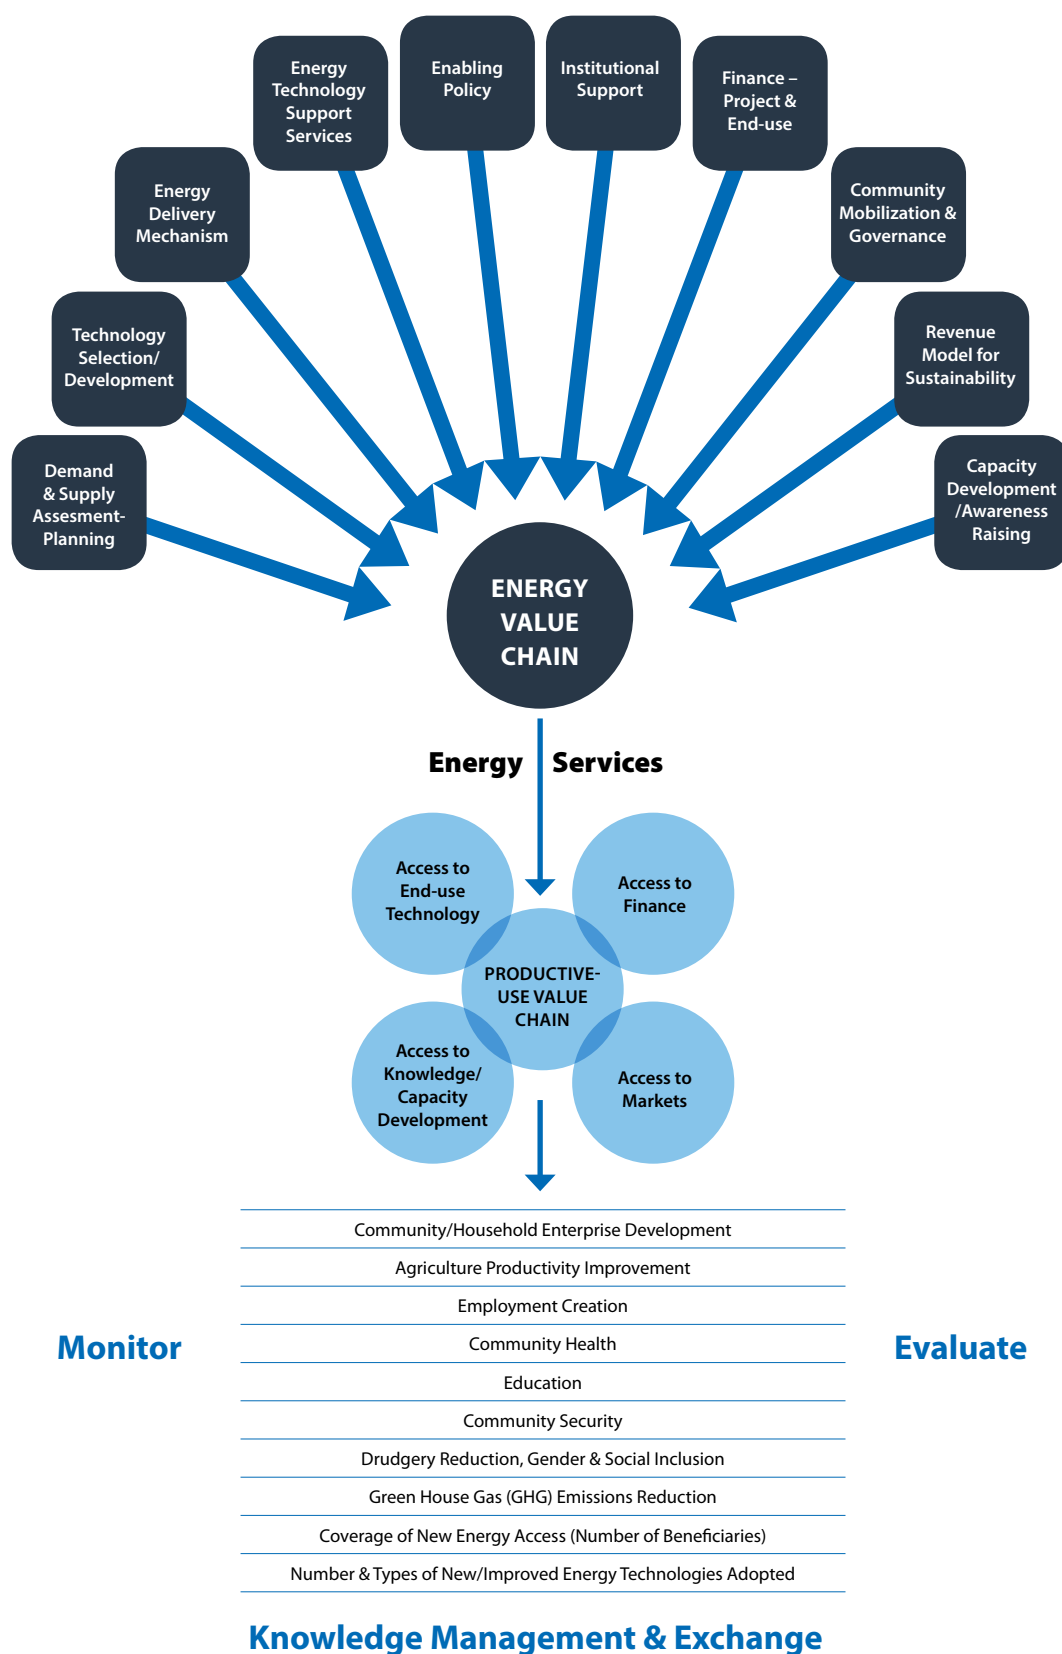 Energy
Technology
Support
Services
Enabling
Policy
Institutional
Support
Finance –
Project &
End-use
Energy
Delivery
Mechanism
Community
Mobilization &
Governance
Technology
Selection/
Development
Revenue
Model for
Sustainability
Demand
& Supply
Assesment-
Planning
Capacity
Development
/Awareness
Raising
ENERGY
VALUE
CHAIN
Energy Services
Access to
End-use
Technology
Access to
Finance
PRODUCTIVE-
USE VALUE
CHAIN
Access to
Knowledge/
Capacity
Development
Access to
Markets
Community/Household Enterprise Development
Agriculture Productivity Improvement
Employment Creation
Monitor
Community Health
Evaluate
Education
Community Security
Drudgery Reduction, Gender & Social Inclusion
Green House Gas (GHG) Emissions Reduction
Coverage of New Energy Access (Number of Beneficiaries)
Number & Types of New/Improved Energy Technologies Adopted
Knowledge Management & Exchange